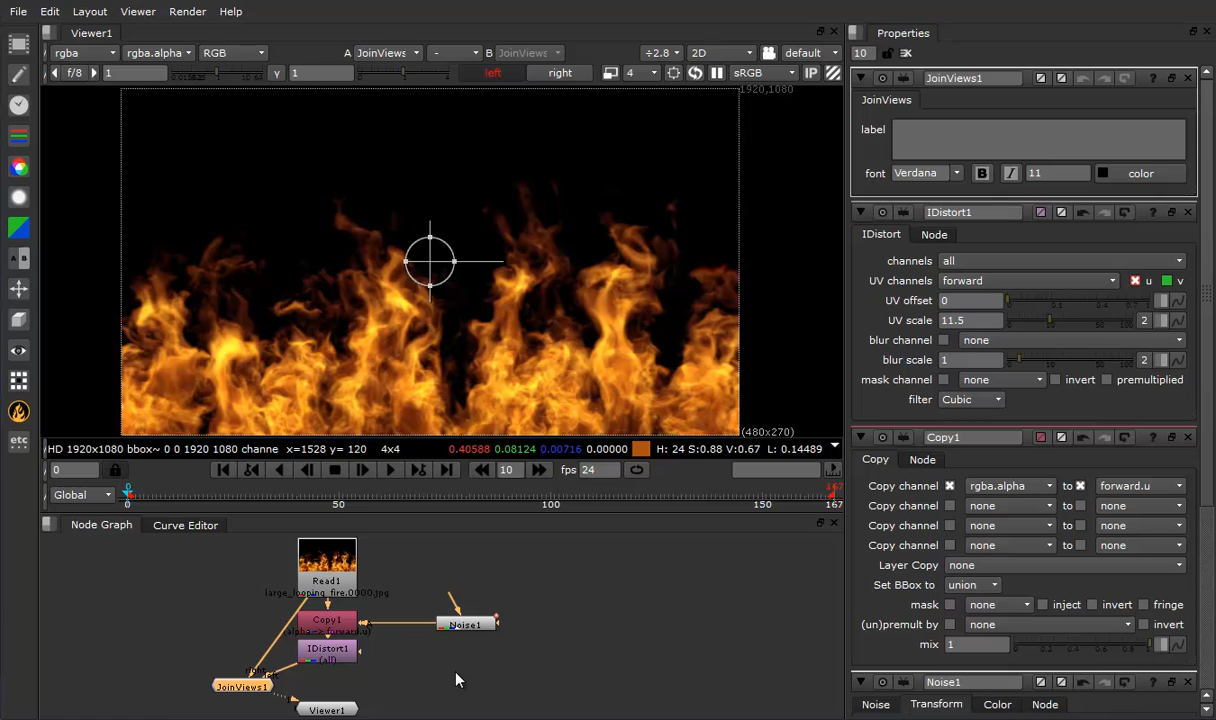 File Edit Layout Viewer Render Help
Viewer1
rgba rgba.alpha RGB A JoinViews - B JoinViews ÷2.8 2D default
f/8 1 γ 1 left right 4 sRGB IP
1920,1080
(480x270)
HD 1920x1080 bbox~ 0 0 1920 1080 channe x=1528 y= 120 4x4 0.40588 0.08124 0.00716 0.00000 H: 24 S:0.88 V:0.67 L: 0.14489
0 10 fps 24
Global 0 0 50 100 150 167 167
Node Graph Curve Editor
Read1
large_looping_fire.0000.jpg
Copy1
(alpha -> forward.u)
Noise1
IDistort1
(all)
JoinViews1
Viewer1
Properties
10
JoinViews1 ?
JoinViews
label
font Verdana B I 11 color
IDistort1 ?
IDistort Node
channels all
UV channels forward u v
UV offset 0
UV scale 11.5 2
blur channel none
blur scale 1 2
mask channel none invert premultiplied
filter Cubic
Copy1 ?
Copy Node
Copy channel rgba.alpha to forward.u
Copy channel none to none
Copy channel none to none
Copy channel none to none
Layer Copy none
Set BBox to union
mask none inject invert fringe
(un)premult by none invert
mix 1
Noise1 ?
Noise Transform Color Node
A B
etc